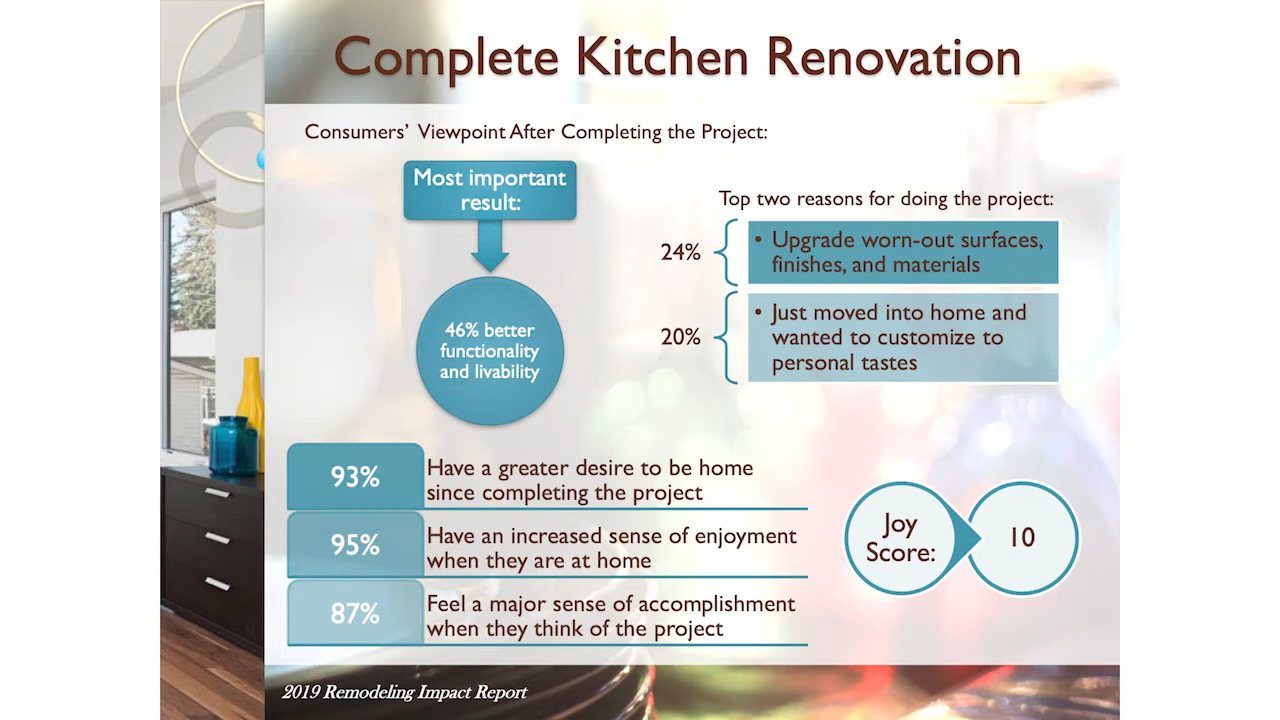 Complete Kitchen Renovation
Consumers' Viewpoint After Completing the Project:
Most important
result:
46% better
functionality
and livability
Top two reasons for doing the project:
24%
• Upgrade worn-out surfaces,
finishes, and materials
20%
• Just moved into home and
wanted to customize to
personal tastes
93%
Have a greater desire to be home
since completing the project
95%
Have an increased sense of enjoyment
when they are at home
87%
Feel a major sense of accomplishment
when they think of the project
Joy
Score:
10
2019 Remodeling Impact Report